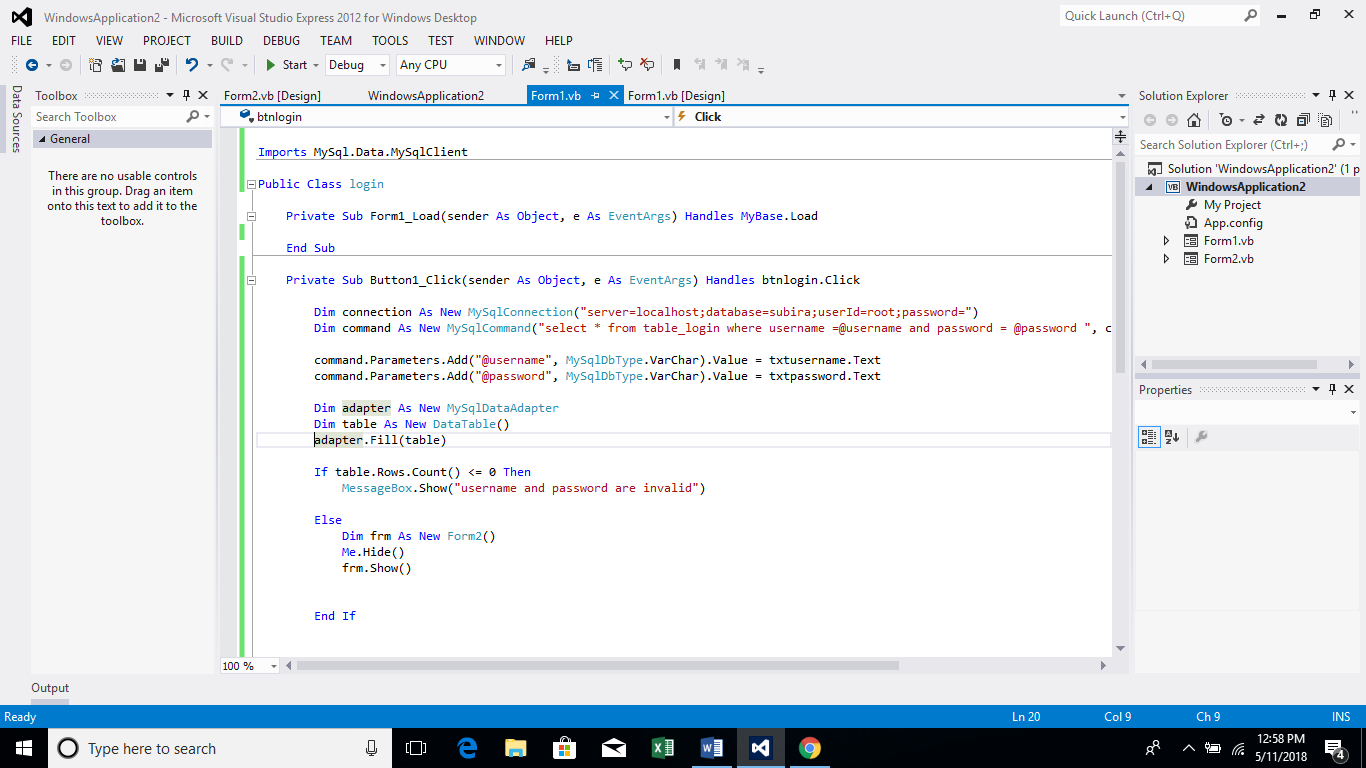 WindowsApplication2 - Microsoft Visual Studio Express 2012 for Windows Desktop
Quick Launch (Ctrl+Q)
FILE EDIT VIEW PROJECT BUILD DEBUG TEAM TOOLS TEST WINDOW HELP
Start Debug Any CPU
Data Sources
Toolbox
Search Toolbox
General
There are no usable controls
in this group. Drag an item
onto this text to add it to the
toolbox.
Form2.vb [Design] WindowsApplication2 Form1.vb Form1.vb [Design]
btnlogin Click
Imports MySql.Data.MySqlClient
Public Class login
Private Sub Form1_Load(sender As Object, e As EventArgs) Handles MyBase.Load
End Sub
Private Sub Button1_Click(sender As Object, e As EventArgs) Handles btnlogin.Click
Dim connection As New MySqlConnection("server=localhost;database=subira;userId=root;password=")
Dim command As New MySqlCommand("select * from table_login where username =@username and password = @password ", c
command.Parameters.Add("@username", MySqlDbType.VarChar).Value = txtusername.Text
command.Parameters.Add("@password", MySqlDbType.VarChar).Value = txtpassword.Text
Dim adapter As New MySqlDataAdapter
Dim table As New DataTable()
adapter.Fill(table)
If table.Rows.Count() <= 0 Then
MessageBox.Show("username and password are invalid")
Else
Dim frm As New Form2()
Me.Hide()
frm.Show()
End If
100 %
Solution Explorer
Search Solution Explorer (Ctrl+;)
Solution 'WindowsApplication2' (1 p
VB WindowsApplication2
My Project
App.config
Form1.vb
Form2.vb
Properties
Output
Ready Ln 20 Col 9 Ch 9 INS
Type here to search
12:58 PM
5/11/2018
4